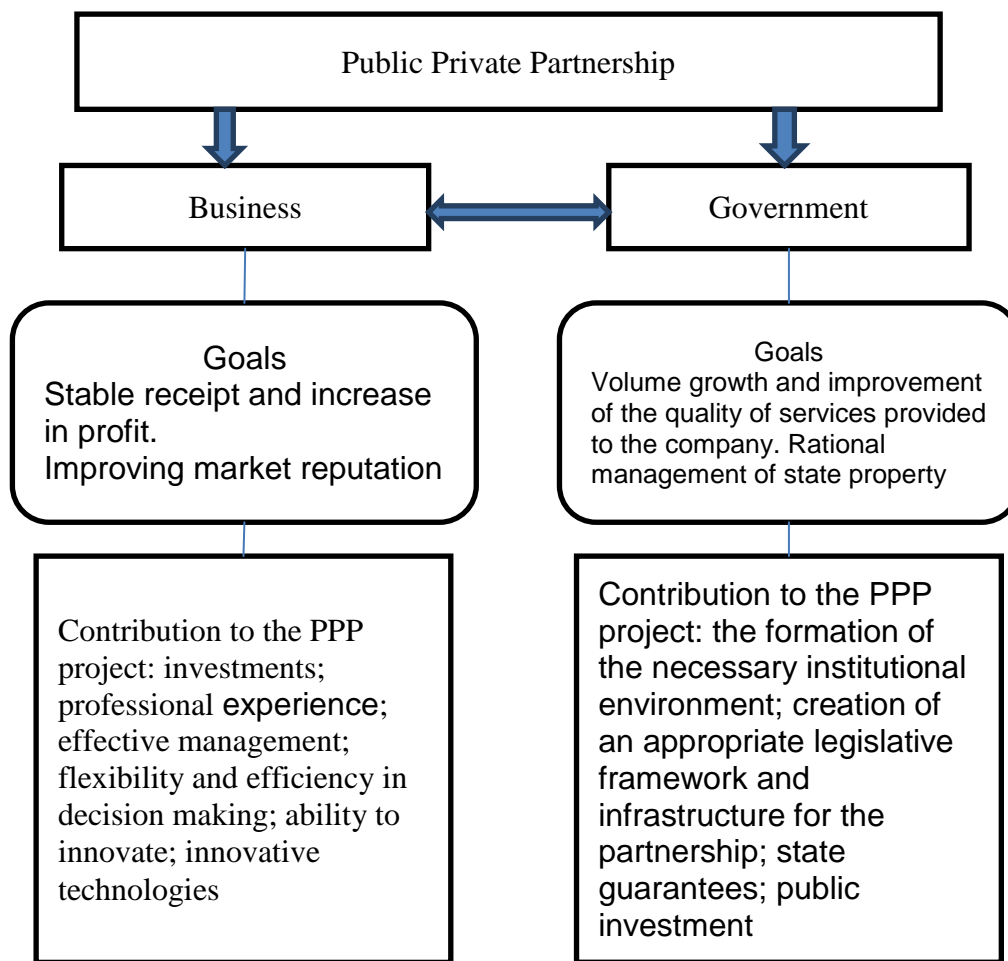 Public Private Partnership
Business
Government
Goals
Stable receipt and increase
in profit.
Improving market reputation
Goals
Volume growth and improvement
of the quality of services provided
to the company. Rational
management of state property
Contribution to the PPP
project: investments;
professional experience;
effective management;
flexibility and efficiency in
decision making; ability to
innovate; innovative
technologies
Contribution to the PPP
project: the formation of
the necessary institutional
environment; creation of
an appropriate legislative
framework and
infrastructure for the
partnership; state
guarantees; public
investment